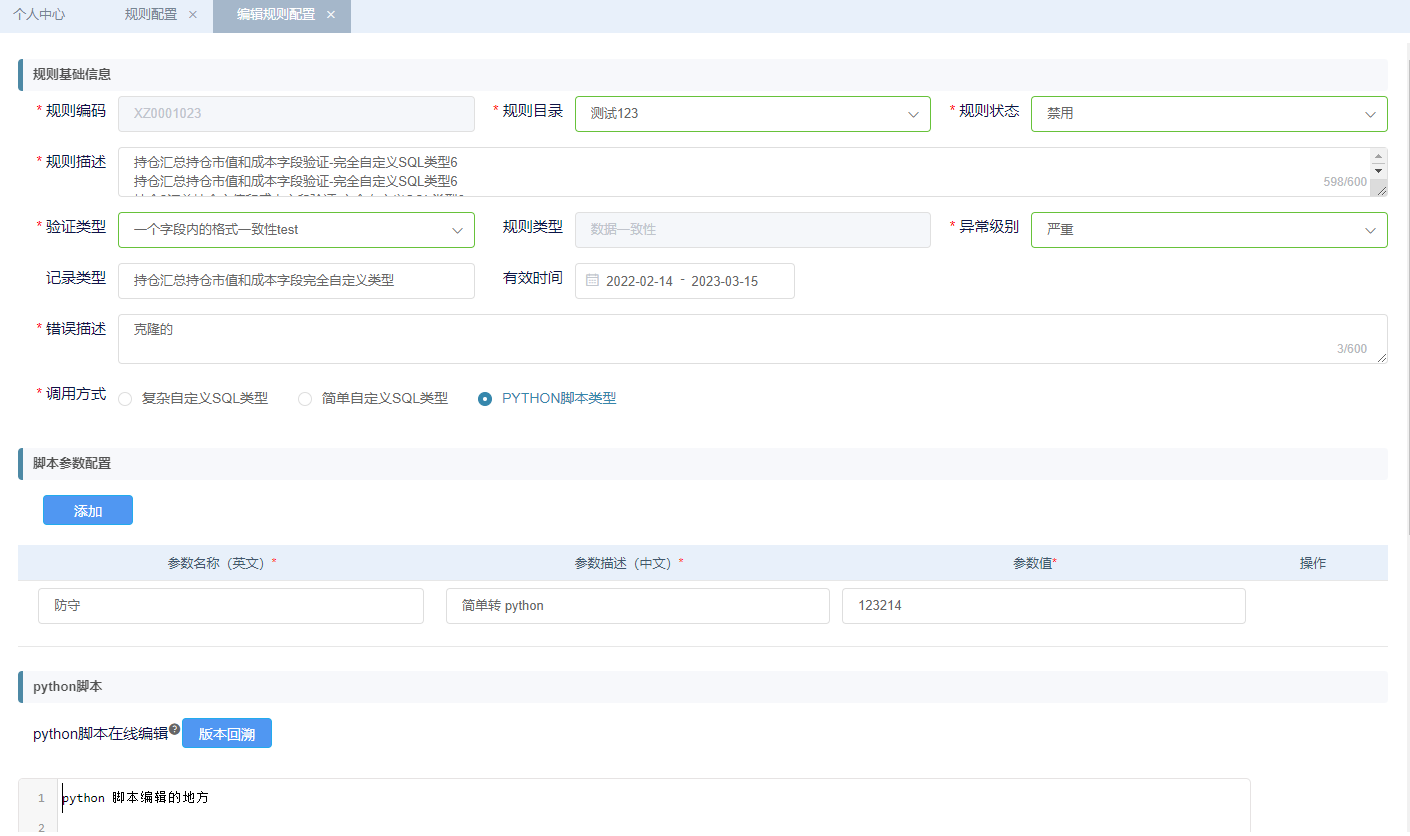 个人中心 规则配置 × 编辑规则配置 ×
规则基础信息
* 规则编码 XZ0001023 * 规则目录 测试123 * 规则状态 禁用
* 规则描述 持仓汇总持仓市值和成本字段验证-完全自定义SQL类型6
持仓汇总持仓市值和成本字段验证-完全自定义SQL类型6
598/600
* 验证类型 一个字段内的格式一致性test 规则类型 数据一致性 * 异常级别 严重
记录类型 持仓汇总持仓市值和成本字段完全自定义类型 有效时间 2022-02-14 - 2023-03-15
* 错误描述 克隆的
3/600
* 调用方式 复杂自定义SQL类型 简单自定义SQL类型 PYTHON脚本类型
脚本参数配置
添加
参数名称（英文）* 参数描述（中文）* 参数值* 操作
防守 简单转 python 123214
python脚本
python脚本在线编辑? 版本回溯
1 python 脚本编辑的地方
2